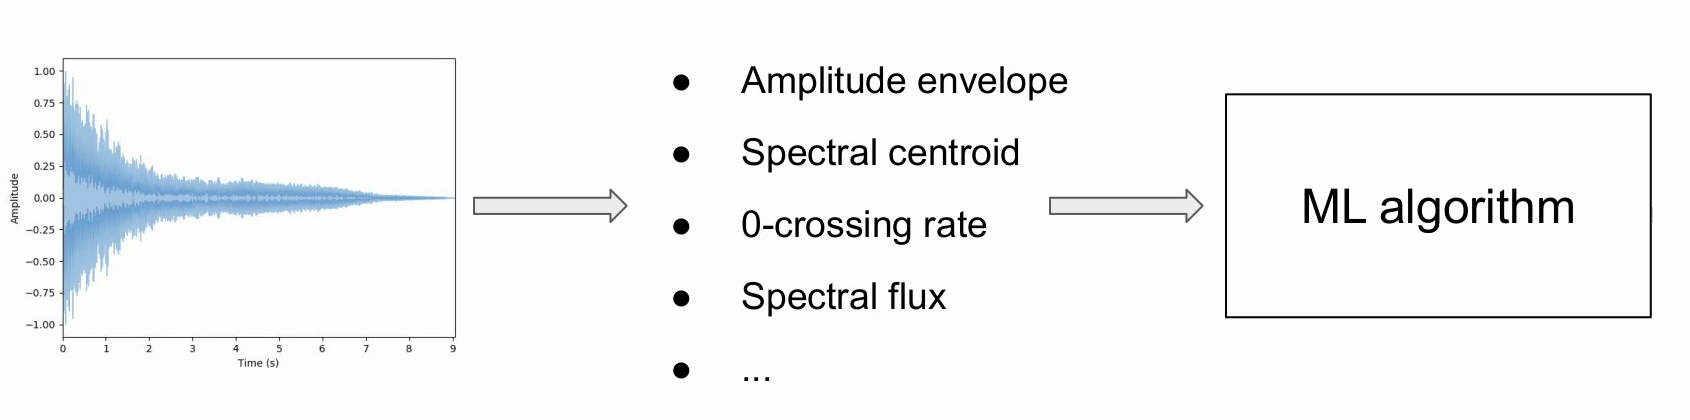 1.00
0.75
0.50
0.25
0.00
−0.25
−0.50
−0.75
−1.00
Amplitude
0 1 2 3 4 5 6 7 8 9
Time (s)
● Amplitude envelope
● Spectral centroid
● 0-crossing rate
● Spectral flux
● ...
ML algorithm